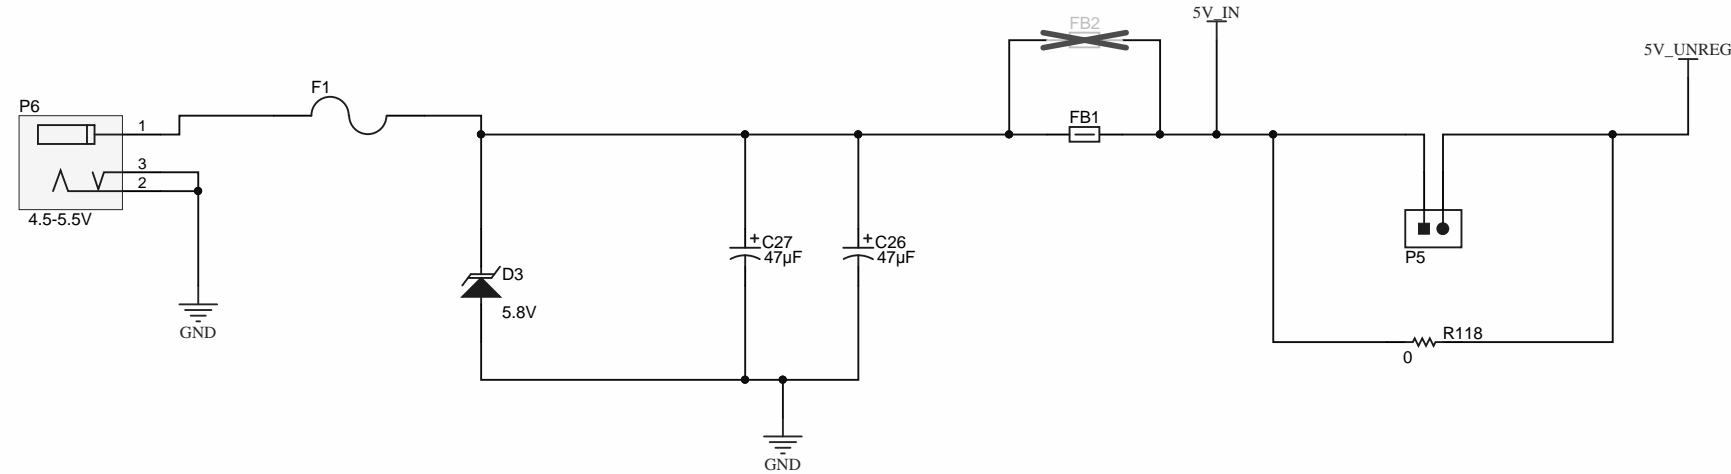 5V_IN
FB2
5V_UNREG
F1
P6
FB1
1
3
2
4.5-5.5V
C27
47µF
C26
47µF
P5
D3
5.8V
GND
R118
0
GND